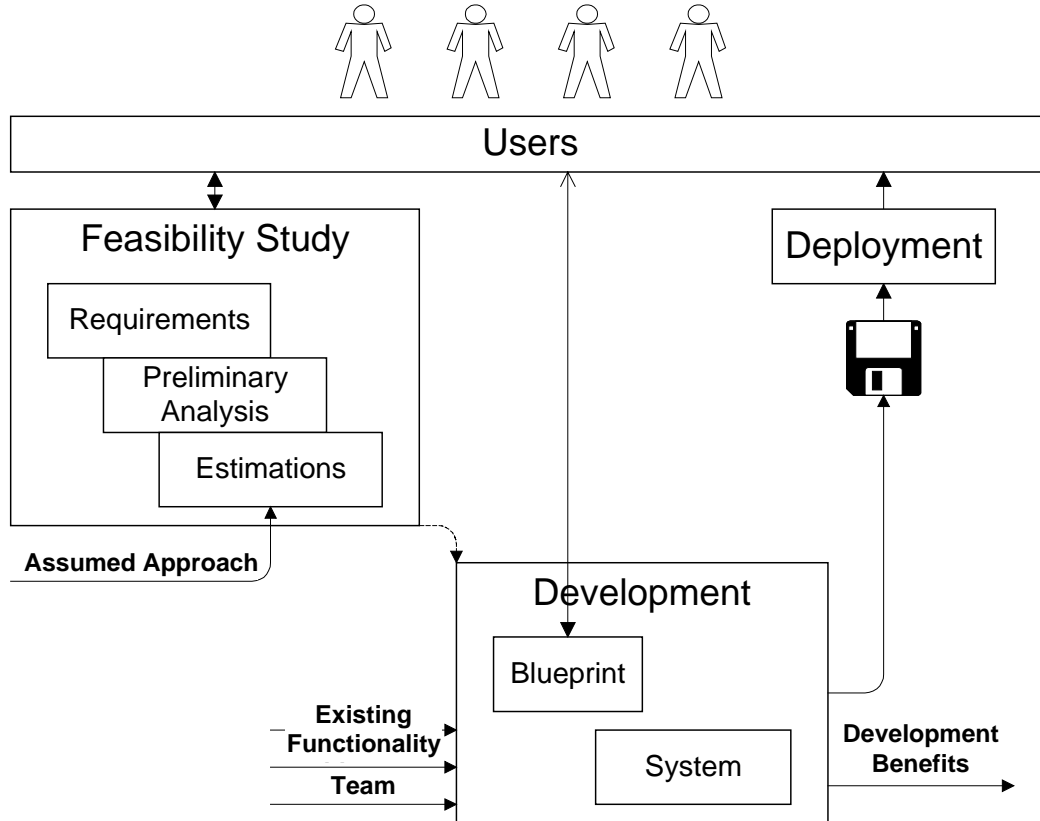 Users
Feasibility Study
Requirements
Preliminary
Analysis
Estimations
Assumed Approach
Deployment
Development
Blueprint
System
Existing
Functionality
Team
Development
Benefits